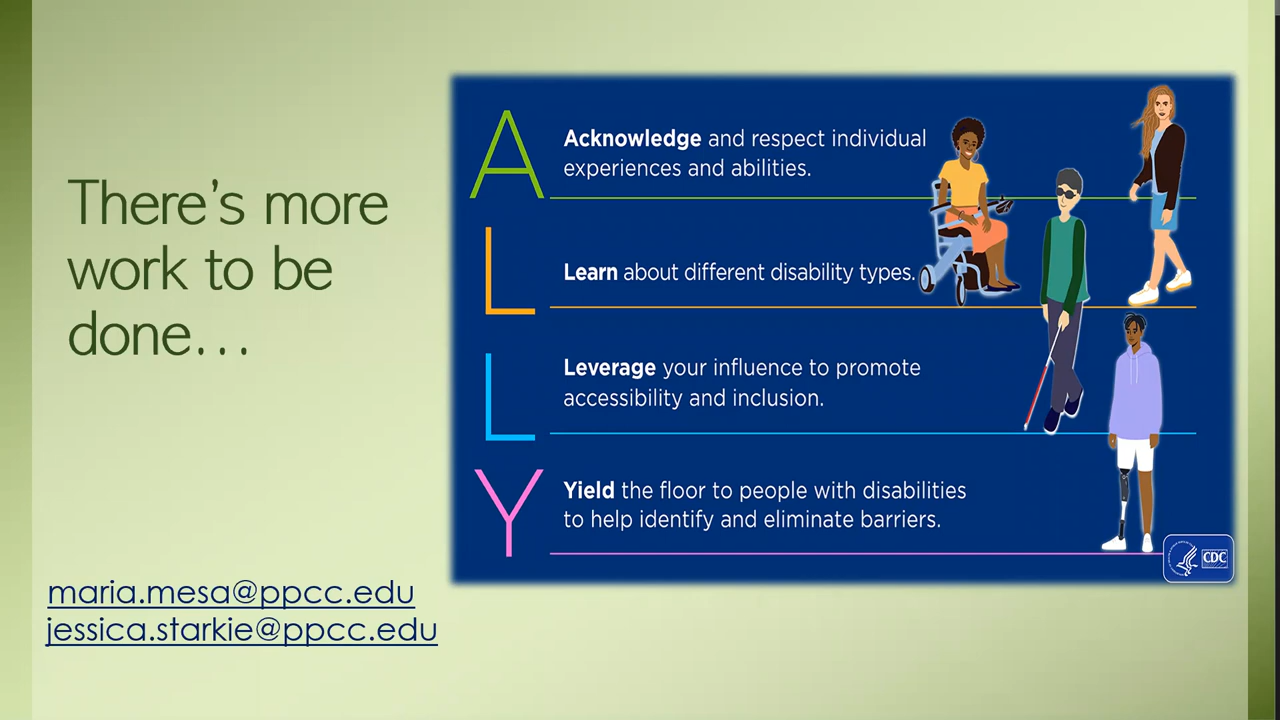 There's more
work to be
done…
A
Acknowledge and respect individual
experiences and abilities.
L
Learn about different disability types.
L
Leverage your influence to promote
accessibility and inclusion.
Y
Yield the floor to people with disabilities
to help identify and eliminate barriers.
CDC
maria.mesa@ppcc.edu
jessica.starkie@ppcc.edu